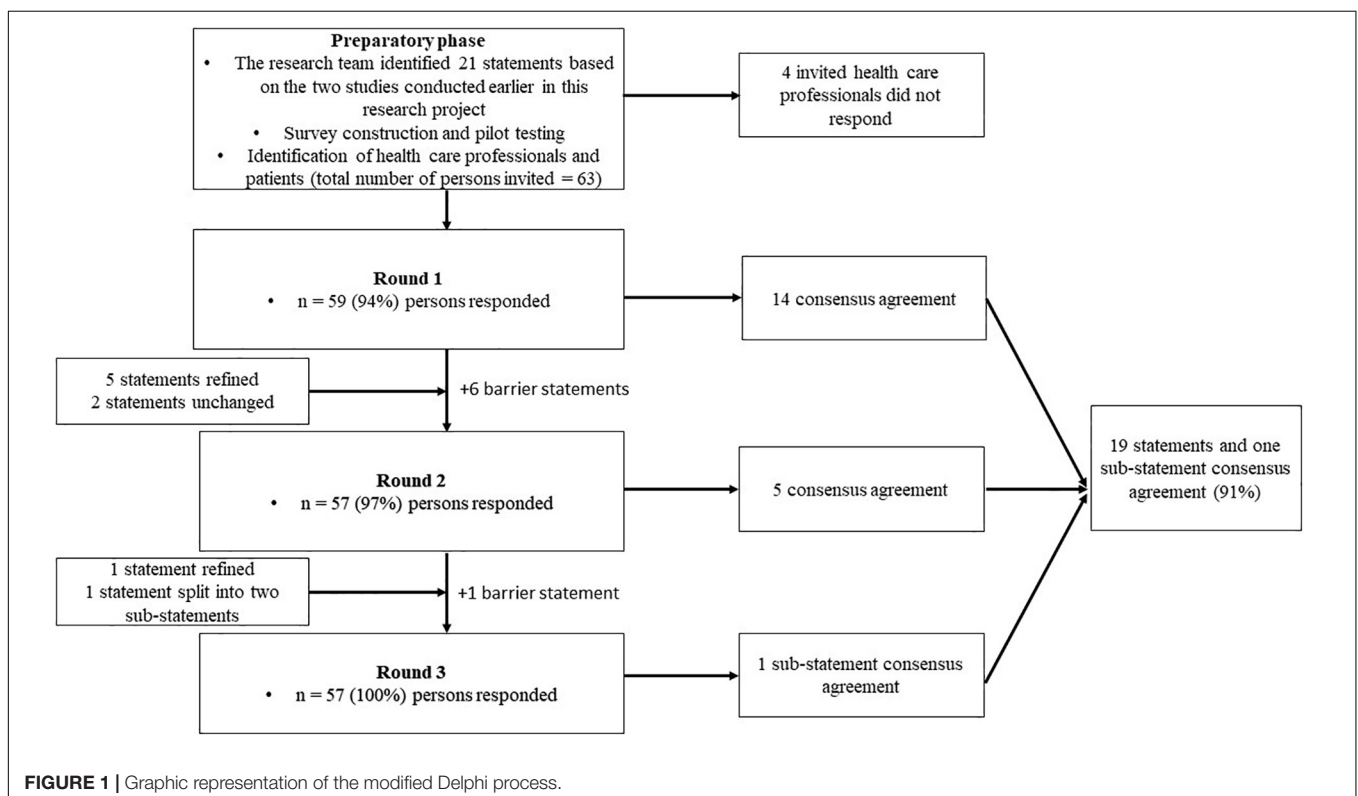 Preparatory phase
• The research team identified 21 statements based
on the two studies conducted earlier in this
research project
• Survey construction and pilot testing
• Identification of health care professionals and
patients (total number of persons invited = 63)
4 invited health care
professionals did not
respond
Round 1
• n = 59 (94%) persons responded
14 consensus agreement
5 statements refined
2 statements unchanged
+6 barrier statements
Round 2
• n = 57 (97%) persons responded
5 consensus agreement
19 statements and one
sub-statement consensus
agreement (91%)
1 statement refined
1 statement split into two
sub-statements
+1 barrier statement
Round 3
• n = 57 (100%) persons responded
1 sub-statement consensus
agreement
FIGURE 1 | Graphic representation of the modified Delphi process.